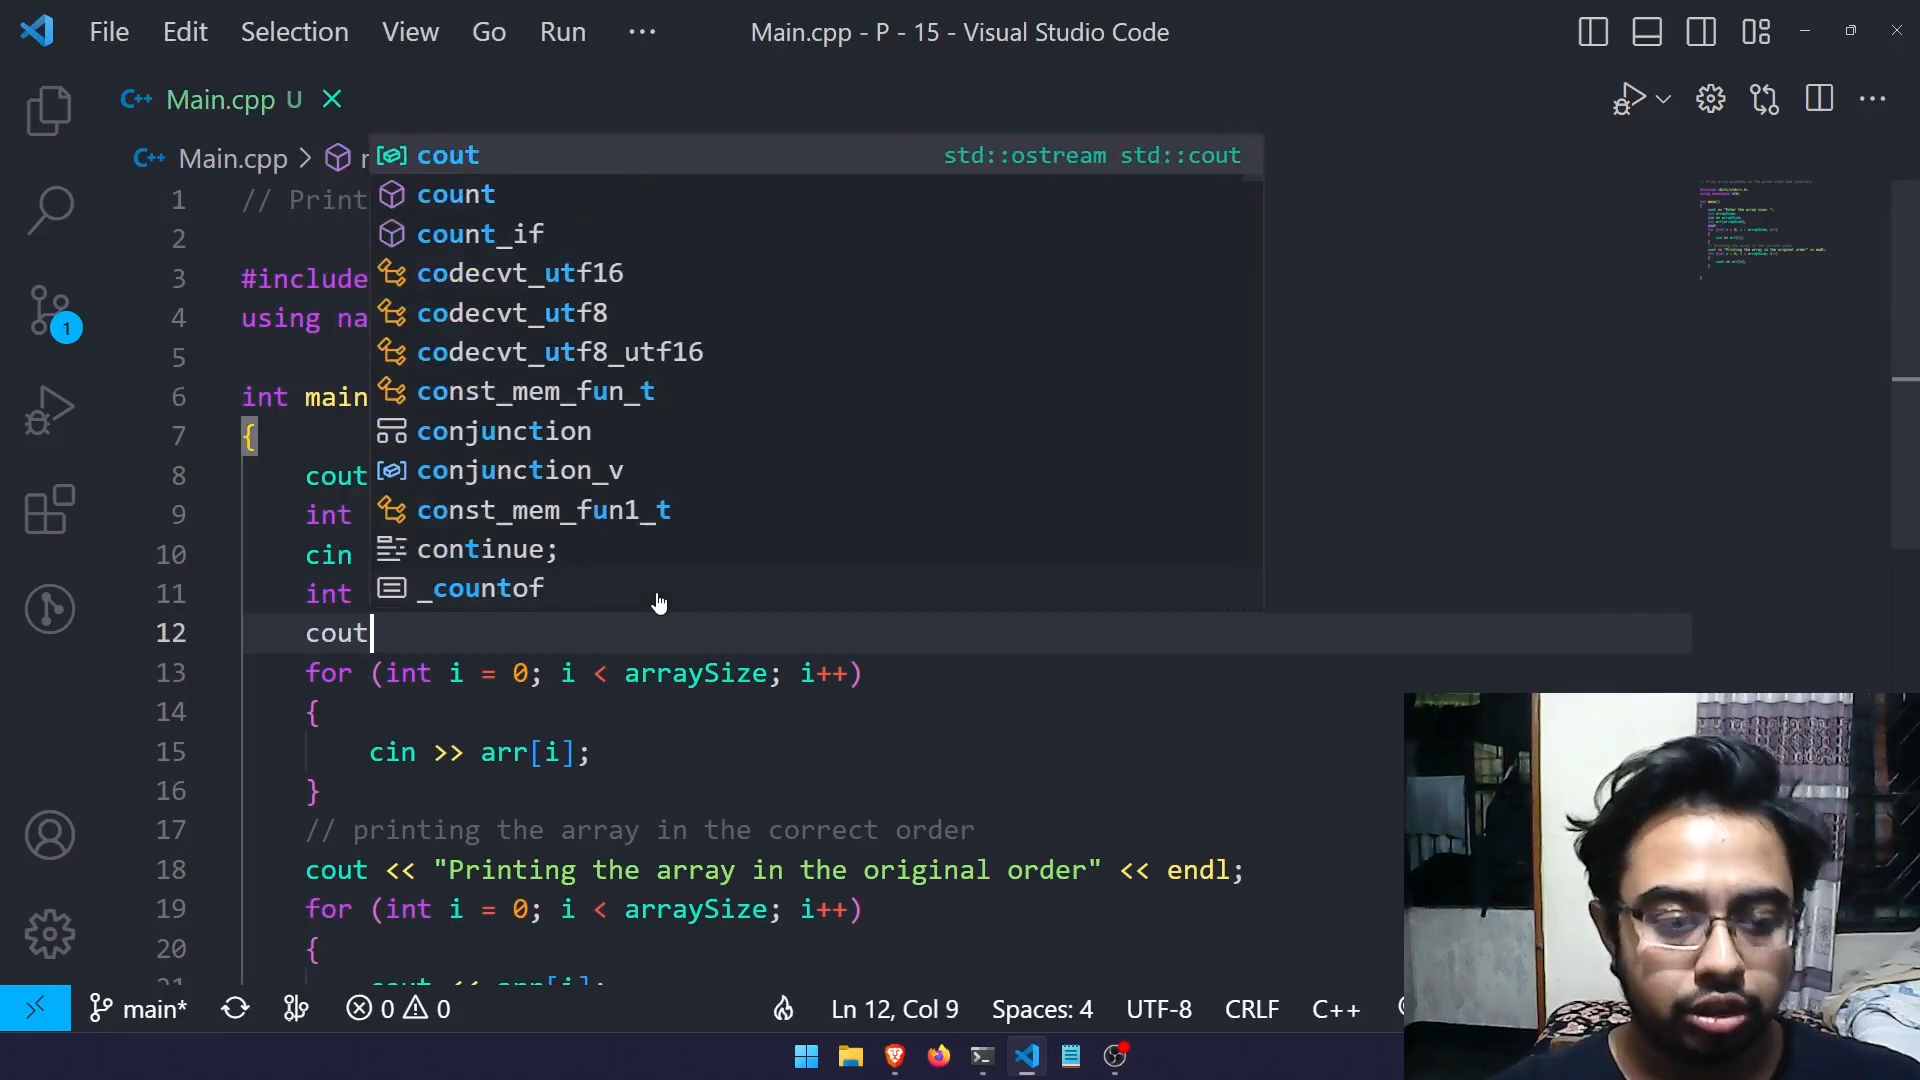 File Edit Selection View Go Run ··· Main.cpp - P - 15 - Visual Studio Code
C++ Main.cpp U
C++ Main.cpp
cout std::ostream std::cout
count
count_if
codecvt_utf16
codecvt_utf8
codecvt_utf8_utf16
const_mem_fun_t
conjunction
conjunction_v
const_mem_fun1_t
continue;
_countof
1 // Print
2
3 #include
4 using na
5
6 int main
7 {
8 cout
9 int
10 cin
11 int
12 cout
13 for (int i = 0; i < arraySize; i++)
14 {
15 cin >> arr[i];
16 }
17 // printing the array in the correct order
18 cout << "Printing the array in the original order" << endl;
19 for (int i = 0; i < arraySize; i++)
20 {
21 cout << arr[i];
1
main* 0 0 Ln 12, Col 9 Spaces: 4 UTF-8 CRLF C++